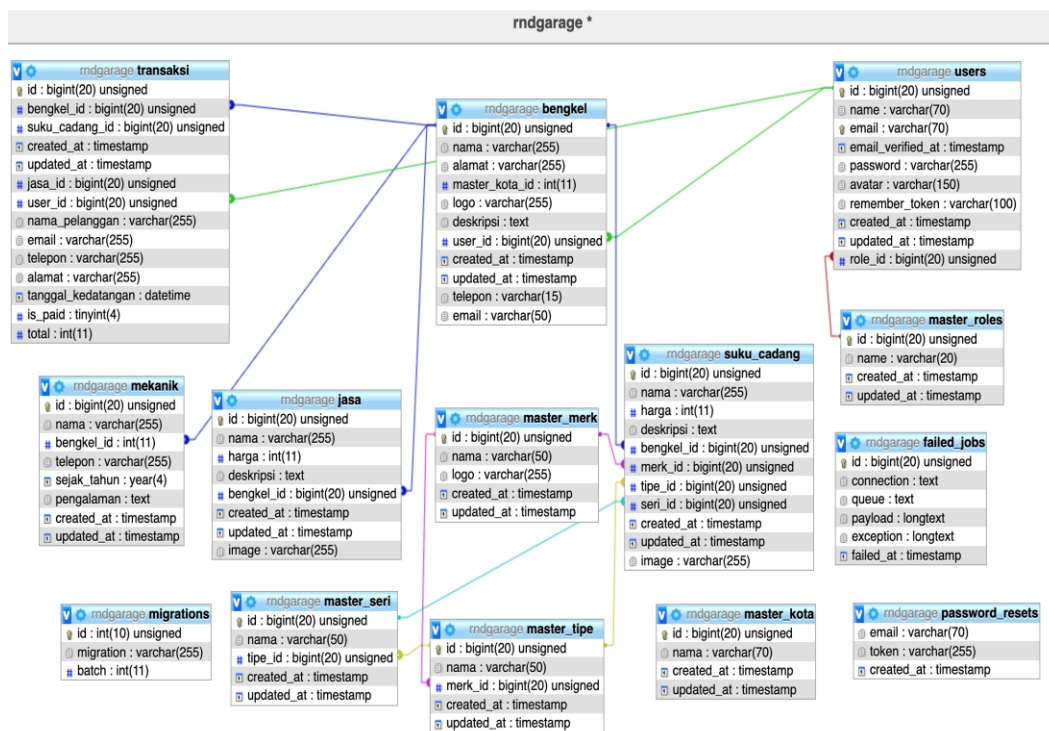 rndgarage *
rndgarage transaksi
id : bigint(20) unsigned
bengkel_id : bigint(20) unsigned
suku_cadang_id : bigint(20) unsigned
created_at : timestamp
updated_at : timestamp
jasa_id : bigint(20) unsigned
user_id : bigint(20) unsigned
nama_pelanggan : varchar(255)
email : varchar(255)
telepon : varchar(255)
alamat : varchar(255)
tanggal_kedatangan : datetime
is_paid : tinyint(4)
total : int(11)
rndgarage bengkel
id : bigint(20) unsigned
nama : varchar(255)
alamat : varchar(255)
master_kota_id : int(11)
logo : varchar(255)
deskripsi : text
user_id : bigint(20) unsigned
created_at : timestamp
updated_at : timestamp
telepon : varchar(15)
email : varchar(50)
rndgarage users
id : bigint(20) unsigned
name : varchar(70)
email : varchar(70)
email_verified_at : timestamp
password : varchar(255)
avatar : varchar(150)
remember_token : varchar(100)
created_at : timestamp
updated_at : timestamp
role_id : bigint(20) unsigned
rndgarage master_roles
id : bigint(20) unsigned
name : varchar(20)
created_at : timestamp
updated_at : timestamp
rndgarage mekanik
id : bigint(20) unsigned
nama : varchar(255)
bengkel_id : int(11)
telepon : varchar(255)
sejak_tahun : year(4)
pengalaman : text
created_at : timestamp
updated_at : timestamp
rndgarage jasa
id : bigint(20) unsigned
nama : varchar(255)
harga : int(11)
deskripsi : text
bengkel_id : bigint(20) unsigned
created_at : timestamp
updated_at : timestamp
image : varchar(255)
rndgarage master_merk
id : bigint(20) unsigned
nama : varchar(50)
logo : varchar(255)
created_at : timestamp
updated_at : timestamp
rndgarage suku_cadang
id : bigint(20) unsigned
nama : varchar(255)
harga : int(11)
deskripsi : text
bengkel_id : bigint(20) unsigned
merk_id : bigint(20) unsigned
tipe_id : bigint(20) unsigned
seri_id : bigint(20) unsigned
created_at : timestamp
updated_at : timestamp
image : varchar(255)
rndgarage failed_jobs
id : bigint(20) unsigned
connection : text
queue : text
payload : longtext
exception : longtext
failed_at : timestamp
rndgarage migrations
id : int(10) unsigned
migration : varchar(255)
batch : int(11)
rndgarage master_seri
id : bigint(20) unsigned
nama : varchar(50)
tipe_id : bigint(20) unsigned
created_at : timestamp
updated_at : timestamp
rndgarage master_tipe
id : bigint(20) unsigned
nama : varchar(50)
merk_id : bigint(20) unsigned
created_at : timestamp
updated_at : timestamp
rndgarage master_kota
id : bigint(20) unsigned
nama : varchar(70)
created_at : timestamp
updated_at : timestamp
rndgarage password_resets
email : varchar(70)
token : varchar(255)
created_at : timestamp